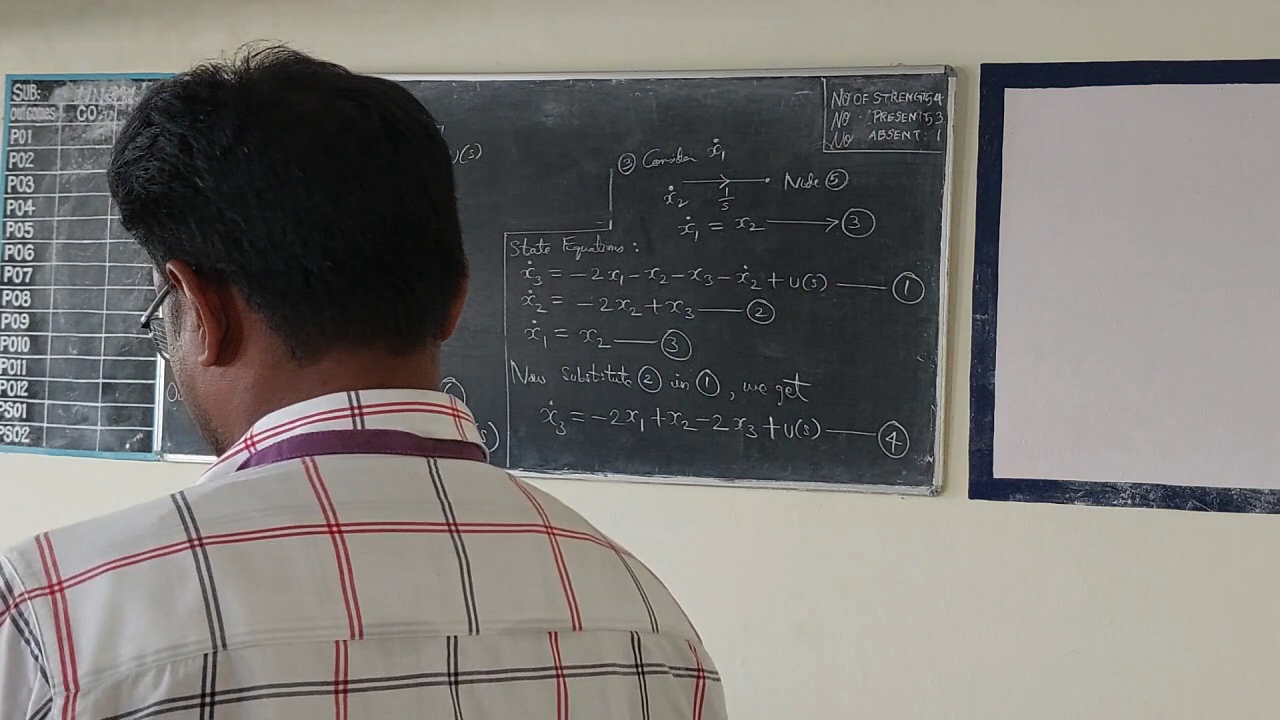 SUB:
outcomes CO
PO1
PO2
PO3
PO4
PO5
PO6
PO7
PO8
PO9
PO10
PO11
PO12
PSO1
PSO2
U(s)
NO OF STRENGTH: 54
NO PRESENT: 53
NO ABSENT: 1
③ Consider ẋ₁
ẋ₂ 1/s Node ⑤
ẋ₁ = x₂ ⟶ ③
State Equations :
ẋ₃ = -2x₁ - x₂ - x₃ - ẋ₂ + U(s) — ①
ẋ₂ = -2x₂ + x₃ — ②
ẋ₁ = x₂ — ③
Now substitute ② in ①, we get
ẋ₃ = -2x₁ + x₂ - 2x₃ + U(s) — ④